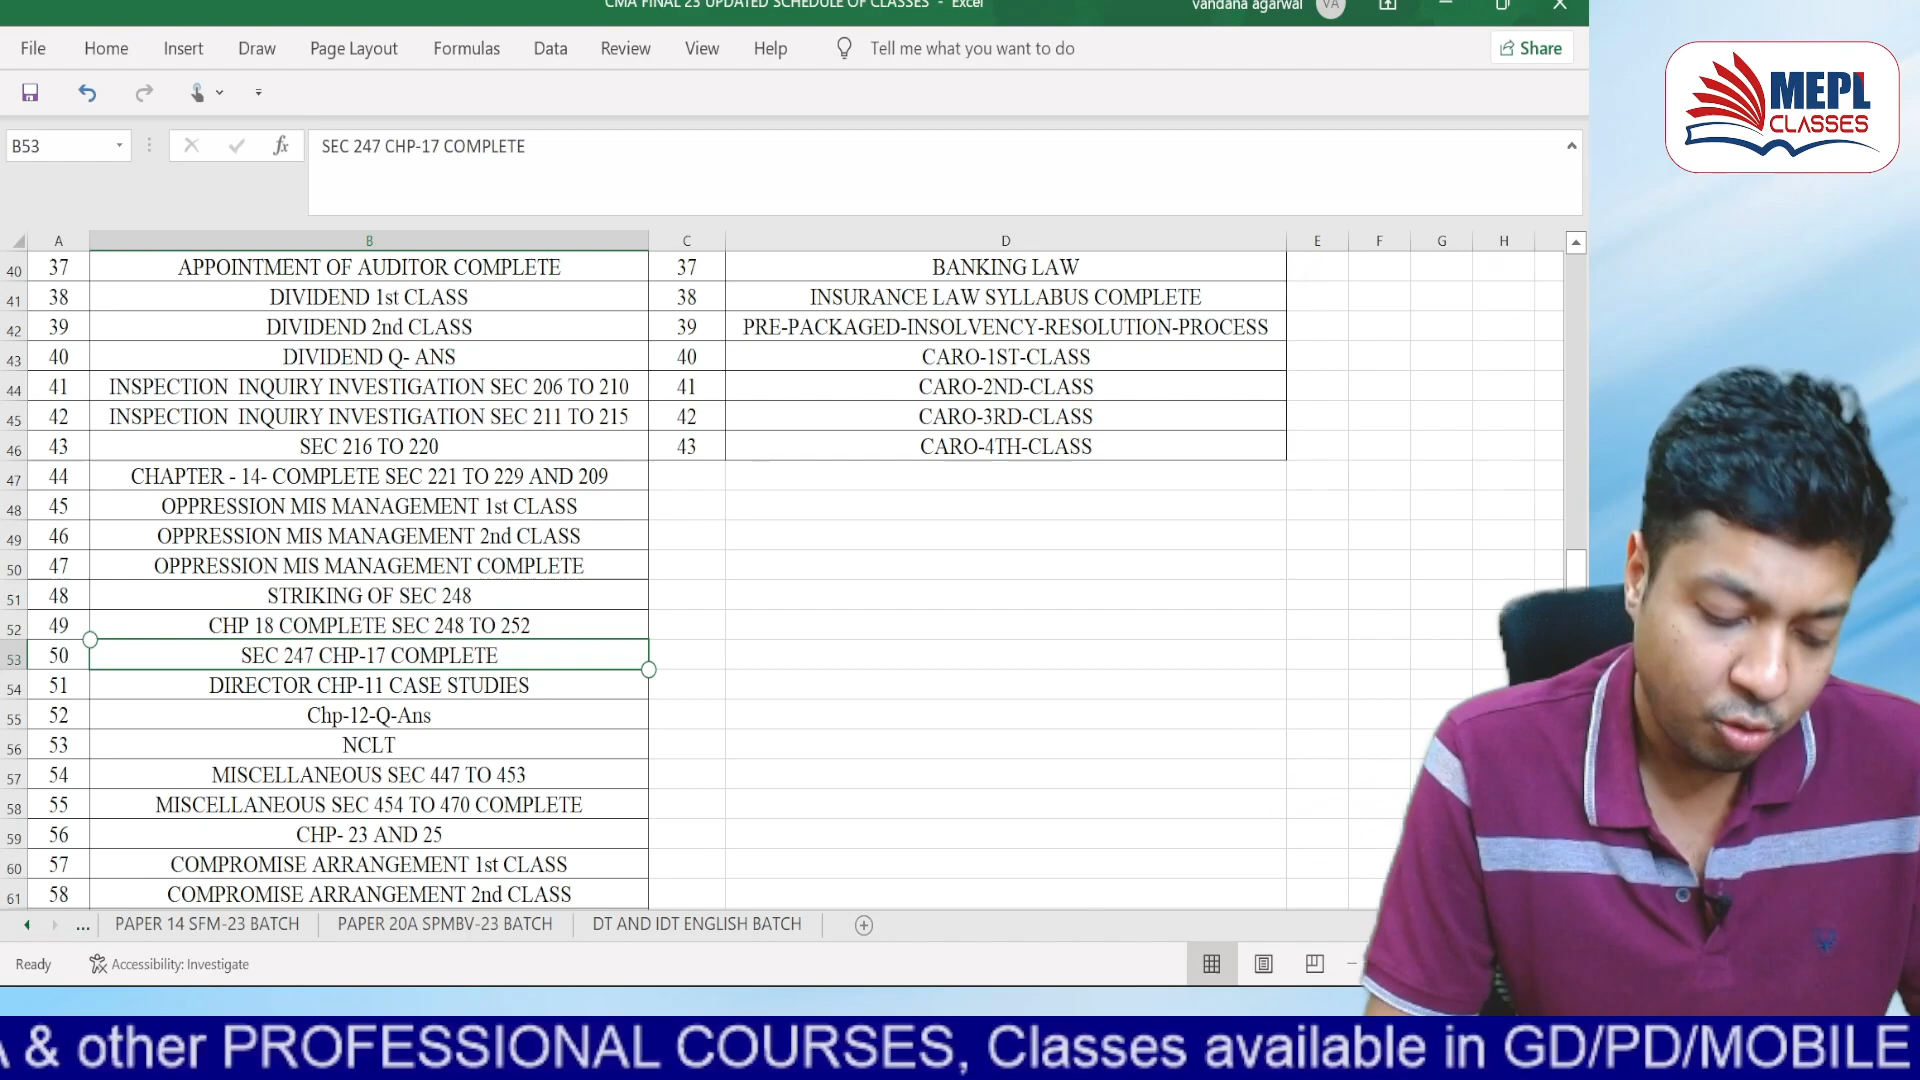 CMA FINAL 23 UPDATED SCHEDULE OF CLASSES - Excel
vandana agarwal VA
File Home Insert Draw Page Layout Formulas Data Review View Help Tell me what you want to do Share
B53 fx SEC 247 CHP-17 COMPLETE
A B C D E F G H
40 37 APPOINTMENT OF AUDITOR COMPLETE 37 BANKING LAW
41 38 DIVIDEND 1st CLASS 38 INSURANCE LAW SYLLABUS COMPLETE
42 39 DIVIDEND 2nd CLASS 39 PRE-PACKAGED-INSOLVENCY-RESOLUTION-PROCESS
43 40 DIVIDEND Q- ANS 40 CARO-1ST-CLASS
44 41 INSPECTION INQUIRY INVESTIGATION SEC 206 TO 210 41 CARO-2ND-CLASS
45 42 INSPECTION INQUIRY INVESTIGATION SEC 211 TO 215 42 CARO-3RD-CLASS
46 43 SEC 216 TO 220 43 CARO-4TH-CLASS
47 44 CHAPTER - 14- COMPLETE SEC 221 TO 229 AND 209
48 45 OPPRESSION MIS MANAGEMENT 1st CLASS
49 46 OPPRESSION MIS MANAGEMENT 2nd CLASS
50 47 OPPRESSION MIS MANAGEMENT COMPLETE
51 48 STRIKING OF SEC 248
52 49 CHP 18 COMPLETE SEC 248 TO 252
53 50 SEC 247 CHP-17 COMPLETE
54 51 DIRECTOR CHP-11 CASE STUDIES
55 52 Chp-12-Q-Ans
56 53 NCLT
57 54 MISCELLANEOUS SEC 447 TO 453
58 55 MISCELLANEOUS SEC 454 TO 470 COMPLETE
59 56 CHP- 23 AND 25
60 57 COMPROMISE ARRANGEMENT 1st CLASS
61 58 COMPROMISE ARRANGEMENT 2nd CLASS
... PAPER 14 SFM-23 BATCH PAPER 20A SPMBV-23 BATCH DT AND IDT ENGLISH BATCH
Ready Accessibility: Investigate
MEPL
CLASSES
& other PROFESSIONAL COURSES, Classes available in GD/PD/MOBILE